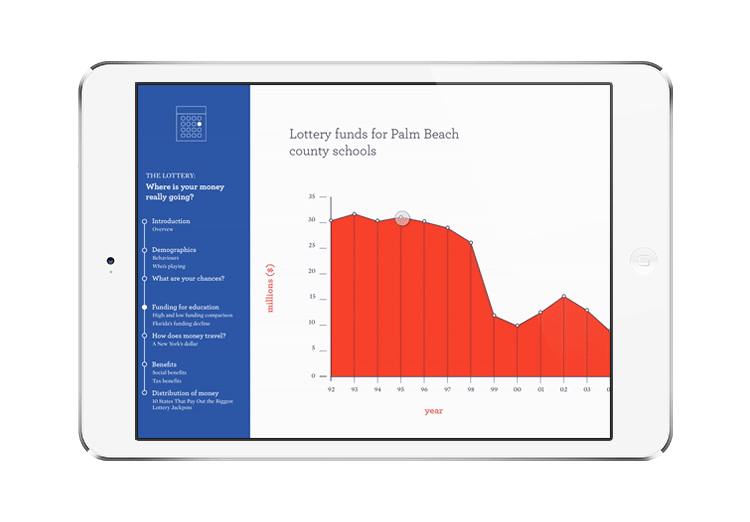 THE LOTTERY:
Where is your money
really going?
Introduction
Overvew
Demographics
Behaviours
Who's playing
What are your chances?
Funding for education
High and low funding comparison
Florida's funding decline
How does money travel?
A New York's dollar
Benefits
Social benefits
Tax benefits
Distribution of money
10 States That Pay Out the Biggest
Lottery Jackpots
Lottery funds for Palm Beach
county schools
35
30
25
20
15
10
5
0
millions ($)
92 93 94 95 96 97 98 99 00 01 02 03
year